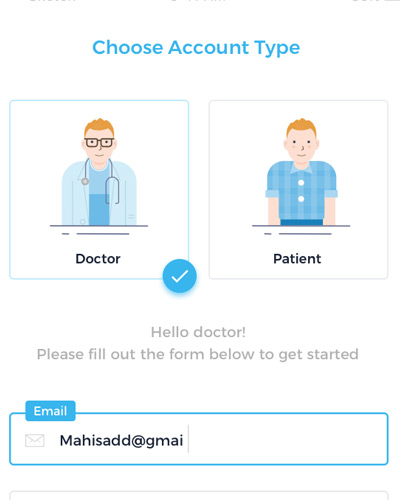 Choose Account Type
Doctor
Patient
Hello doctor!
Please fill out the form below to get started
Email
Mahisadd@gmai